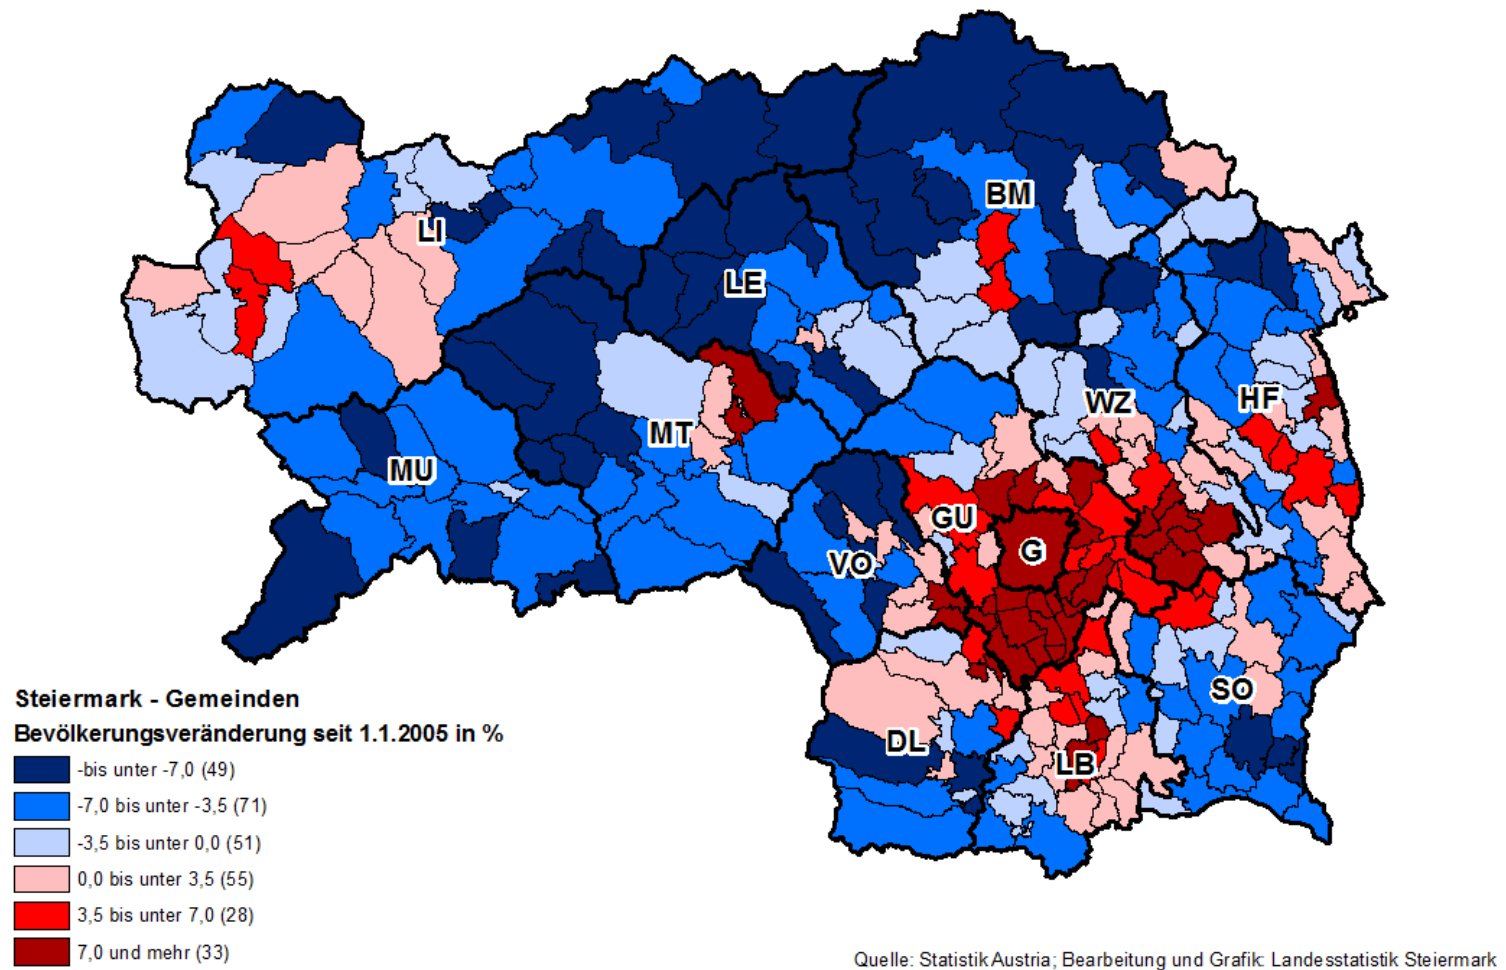 BM
LI
LE
HF
WZ
MT
MU
GU
G
VO
SO
DL
LB
Steiermark - Gemeinden
Bevölkerungsveränderung seit 1.1.2005 in %
-bis unter -7,0 (49)
-7,0 bis unter -3,5 (71)
-3,5 bis unter 0,0 (51)
0,0 bis unter 3,5 (55)
3,5 bis unter 7,0 (28)
7,0 und mehr (33)
Quelle: Statistik Austria; Bearbeitung und Grafik: Landesstatistik Steiermark